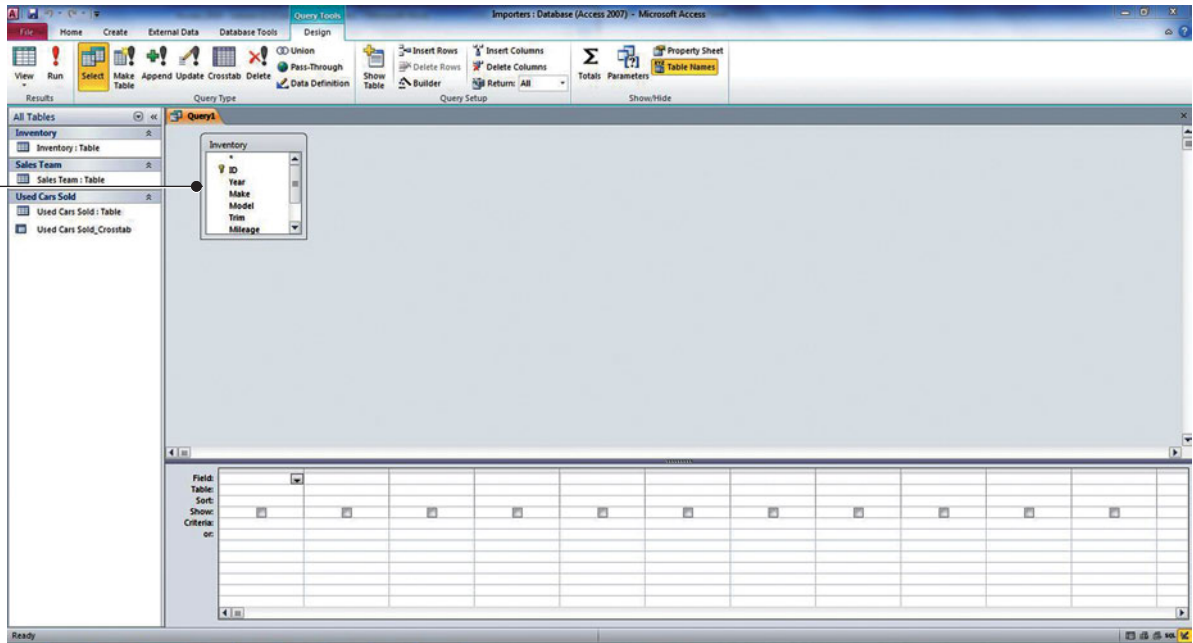 Query Tools
Importers : Database (Access 2007) - Microsoft Access
File Home Create External Data Database Tools Design
View
Run
Select
Make Table
Append
Update
Crosstab
Delete
Union
Pass-Through
Data Definition
Show Table
Insert Rows
Delete Rows
Builder
Insert Columns
Delete Columns
Return: All
Totals
Parameters
Property Sheet
Table Names
Results
Query Type
Query Setup
Show/Hide
All Tables
Inventory
Inventory : Table
Sales Team
Sales Team : Table
Used Cars Sold
Used Cars Sold : Table
Used Cars Sold_Crosstab
Query1
Inventory
*
ID
Year
Make
Model
Trim
Mileage
Field:
Table:
Sort:
Show:
Criteria:
or:
Ready
SQL